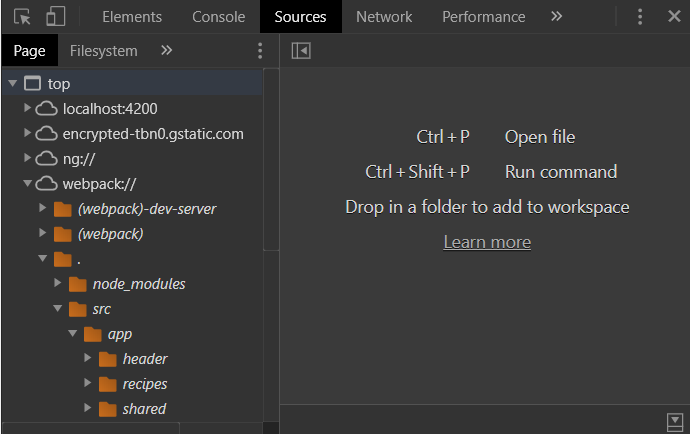 Elements Console Sources Network Performance
Page Filesystem
top
localhost:4200
encrypted-tbn0.gstatic.com
ng://
webpack://
(webpack)-dev-server
(webpack)
.
node_modules
src
app
header
recipes
shared
Ctrl + P Open file
Ctrl + Shift + P Run command
Drop in a folder to add to workspace
Learn more